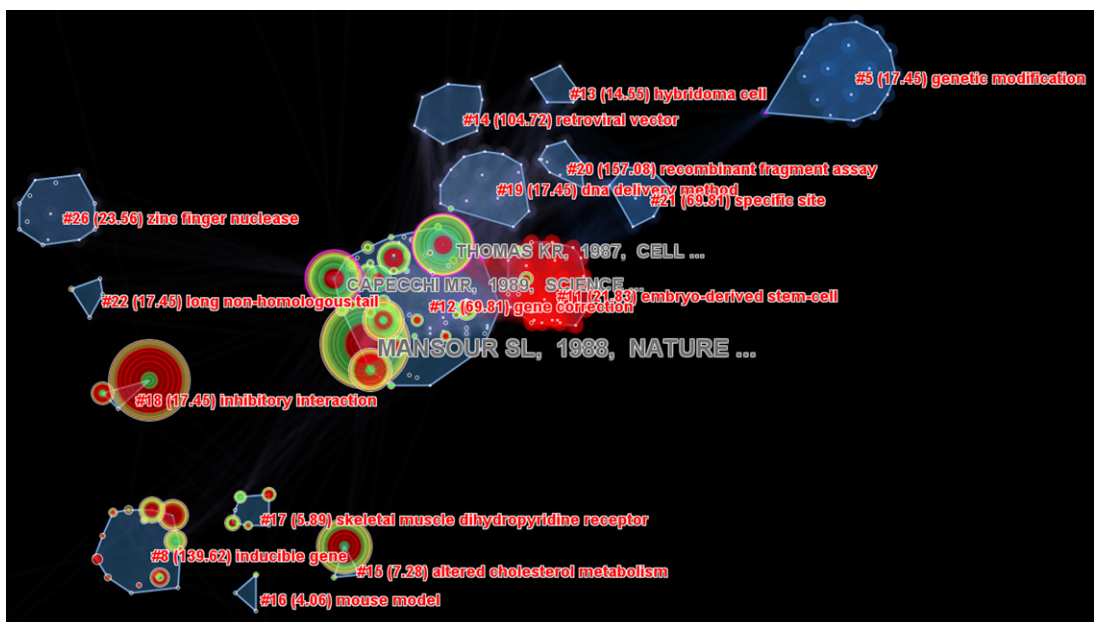 #5 (17.45) genetic modification
#13 (14.55) hybridoma cell
#14 (104.72) retroviral vector
#20 (157.08) recombinant fragment assay
#19 (17.45) dna delivery method
#21 (69.81) specific site
#26 (23.56) zinc finger nuclease
THOMAS KR, 1987, CELL ...
CAPECCHI MR, 1989, SCIENCE ...
#11 (21.83) embryo-derived stem-cell
#22 (17.45) long non-homologous tail
#12 (69.81) gene correction
MANSOUR SL, 1988, NATURE ...
#18 (17.45) inhibitory interaction
#17 (5.89) skeletal muscle dihydropyridine receptor
#8 (139.62) inducible gene
#15 (7.28) altered cholesterol metabolism
#16 (4.06) mouse model